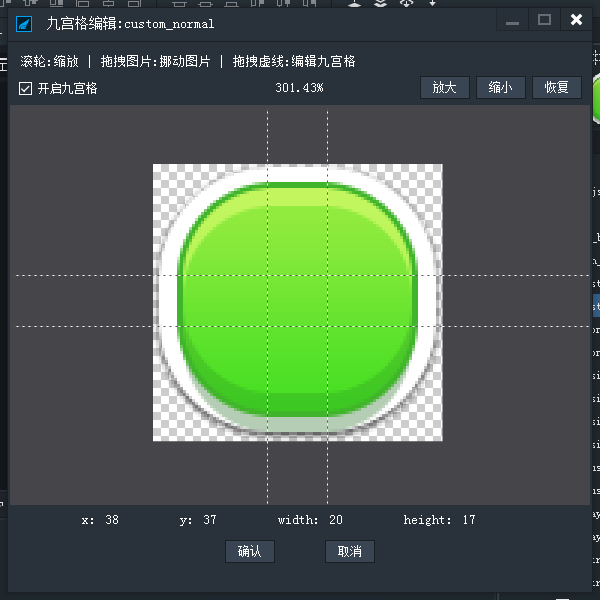 九宫格编辑:custom_normal
滚轮:缩放 | 拖拽图片:挪动图片 | 拖拽虚线:编辑九宫格
开启九宫格 301.43% 放大 缩小 恢复
x: 38 y: 37 width: 20 height: 17
确认 取消